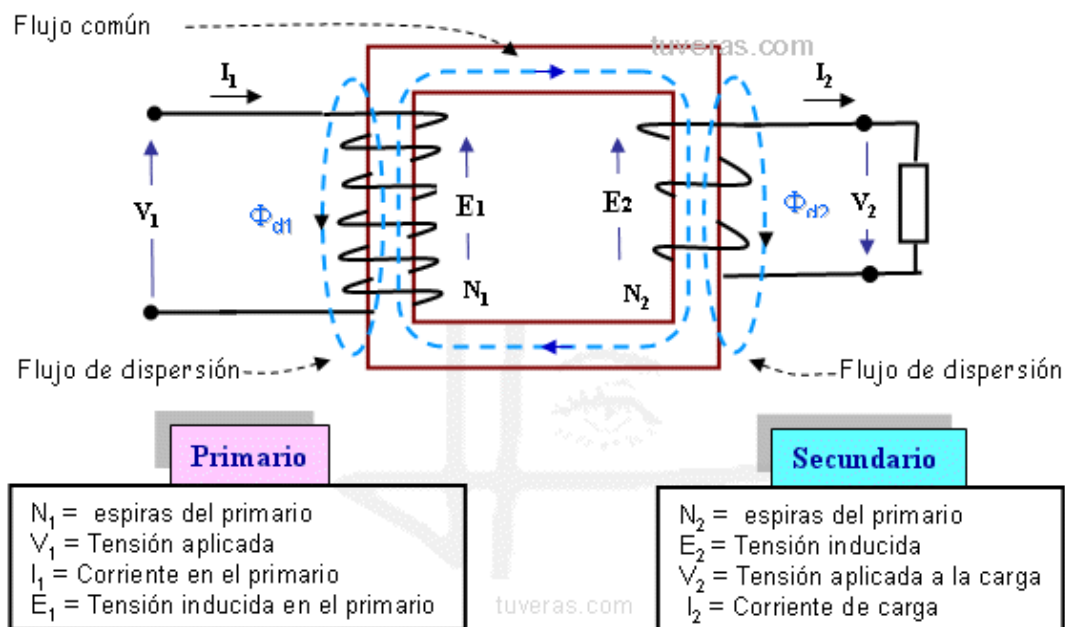 Flujo común
tuveras.com
I₁
I₂
V₁
Φd1
E1
E2
Φd2
V₂
N₁
N₂
Flujo de dispersión
Flujo de dispersión
Primario
N₁ = espiras del primario
V₁ = Tensión aplicada
I₁ = Corriente en el primario
E₁ = Tensión inducida en el primario
tuveras.com
Secundario
N₂ = espiras del primario
E₂ = Tensión inducida
V₂ = Tensión aplicada a la carga
I₂ = Corriente de carga